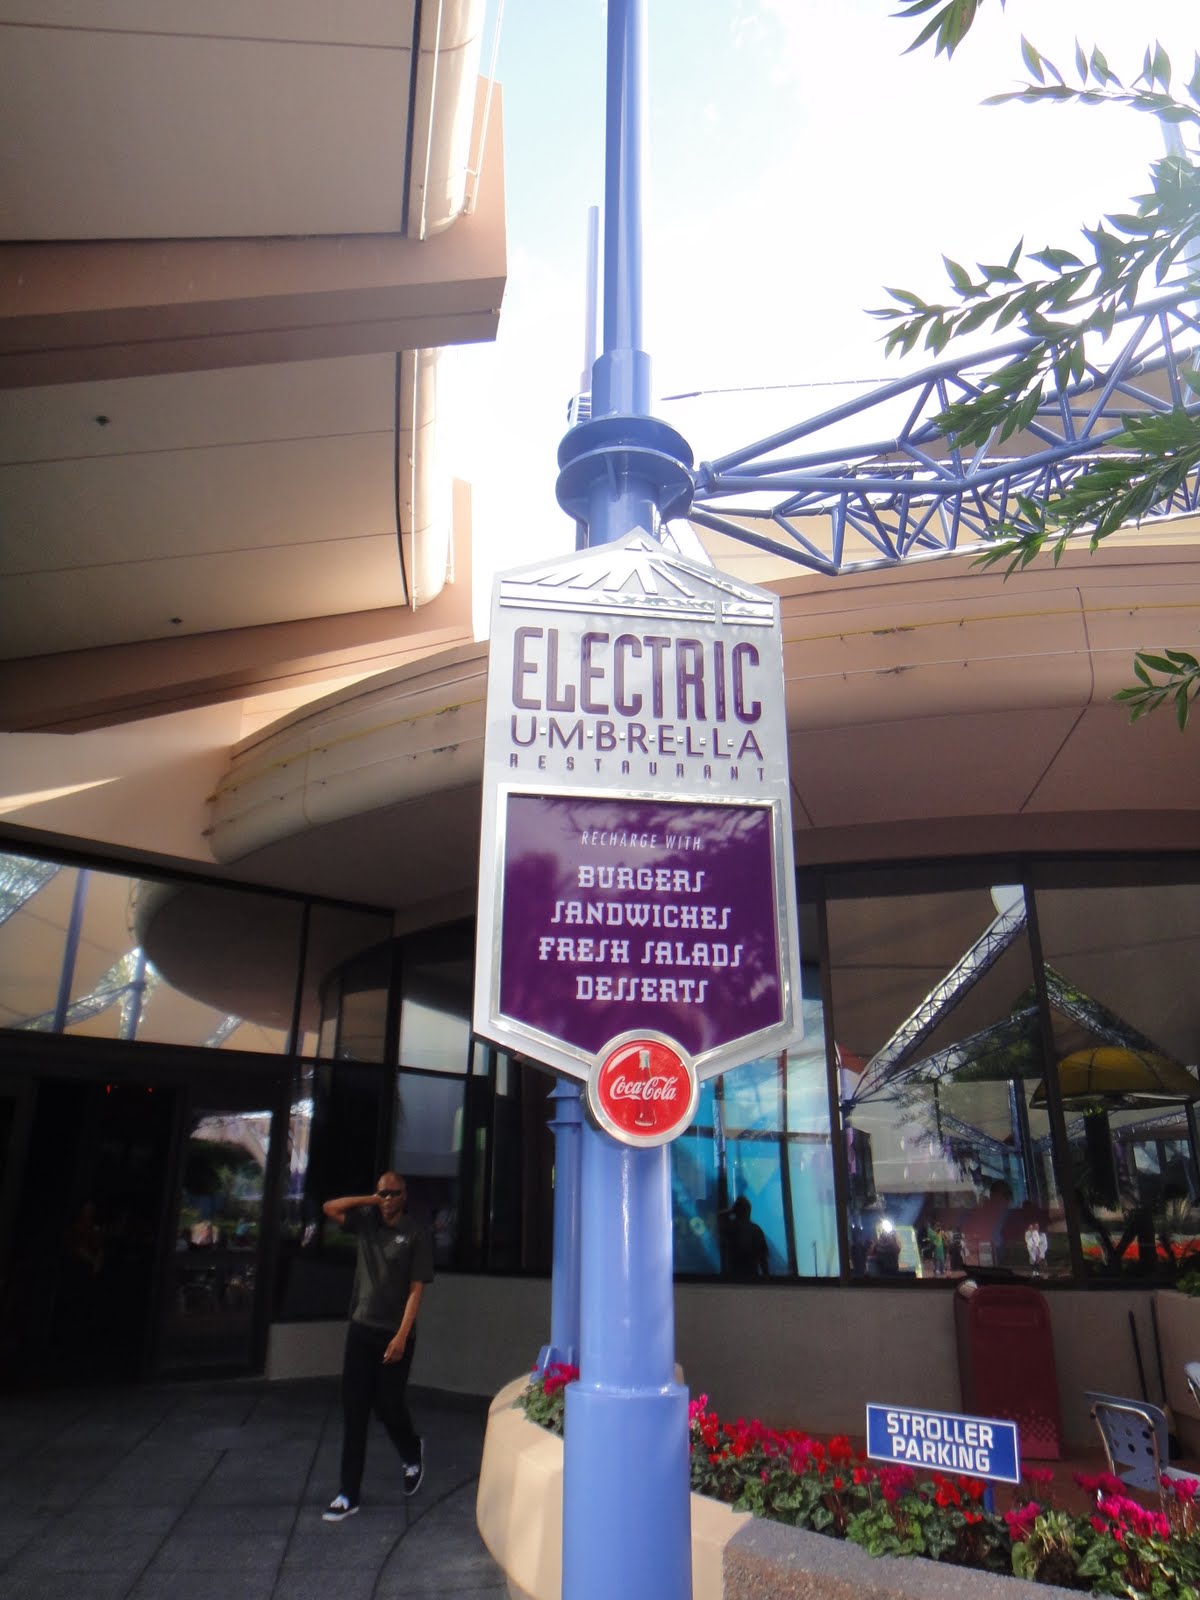 ELECTRIC
U·M·B·R·E·L·L·A
RESTAURANT
RECHARGE WITH
BURGERS
SANDWICHES
FRESH SALADS
DESSERTS
Coca-Cola
STROLLER
PARKING